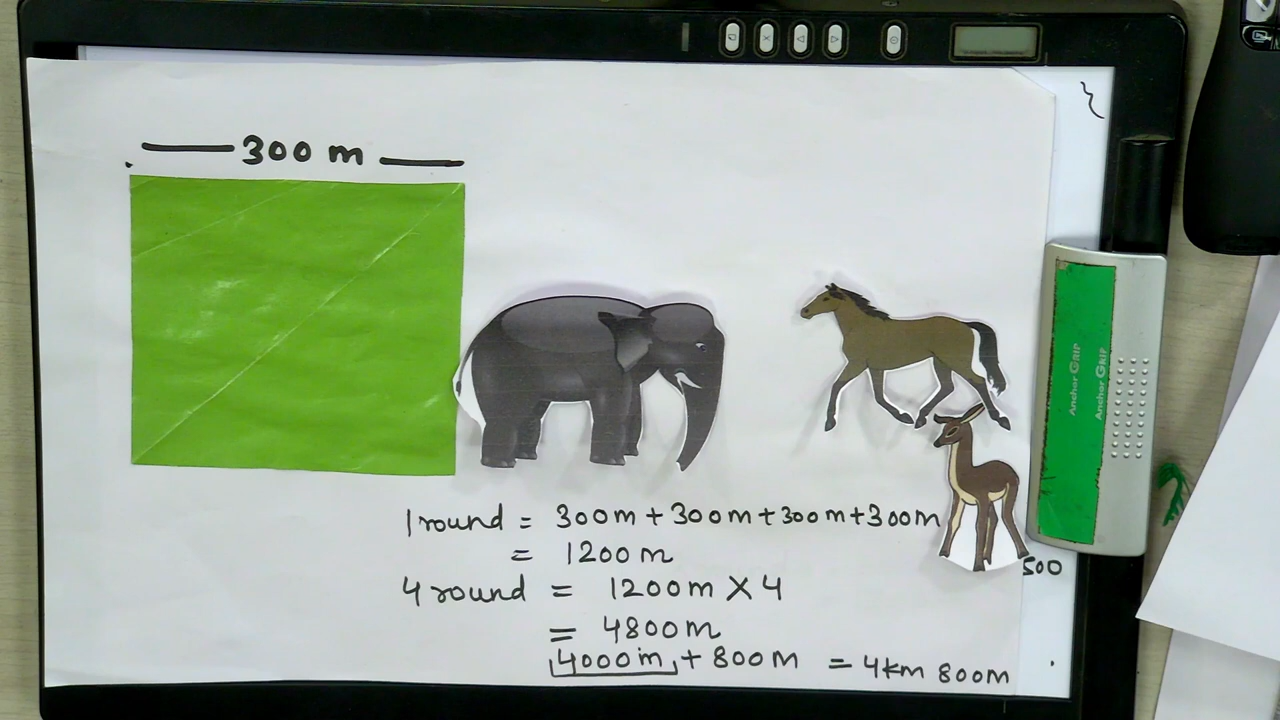 300 m
1 round = 300m + 300m + 300m + 300m
= 1200m
4 round = 1200m X 4
= 4800m
4000m + 800m = 4km 800m
500
Anchor GRIP
Anchor GRIP